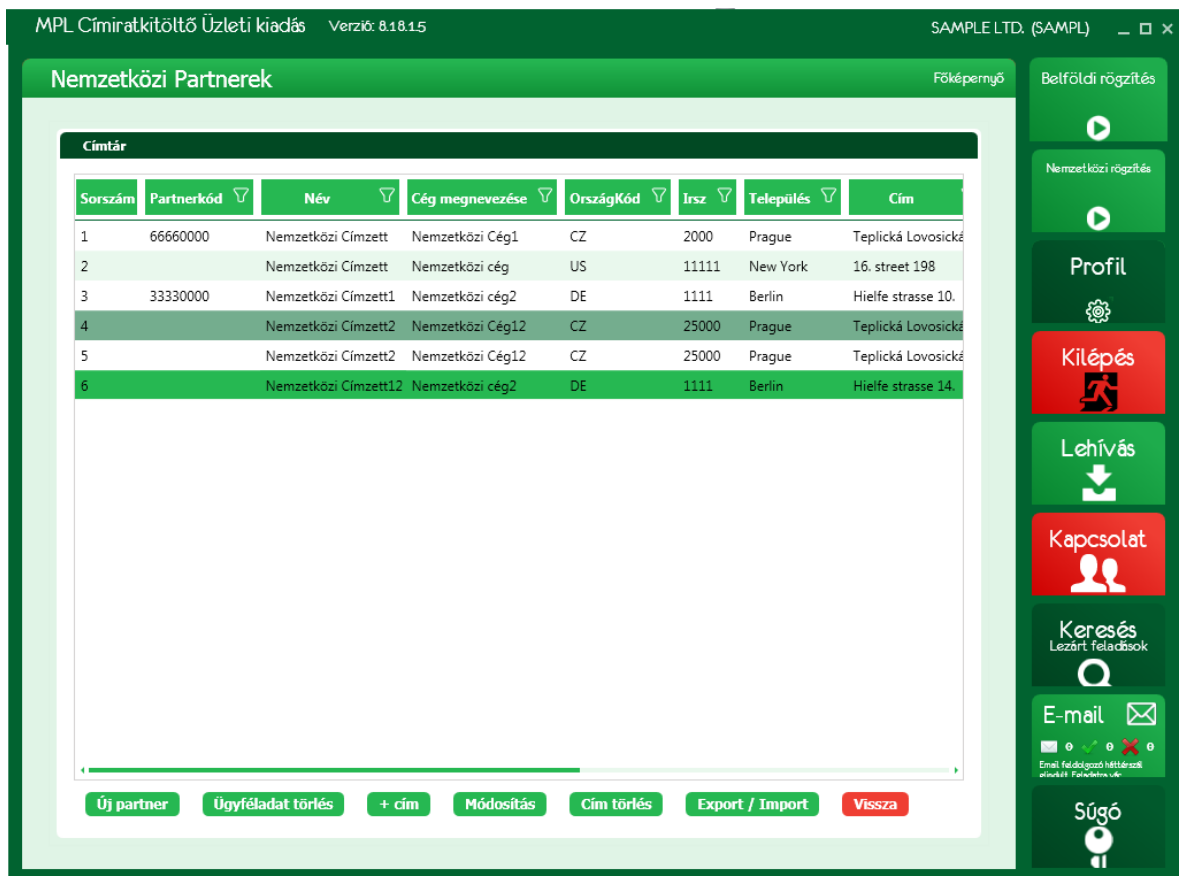 MPL Címiratkitöltő Üzleti kiadás Verzió: 8.18.1.5 SAMPLE LTD. (SAMPL)
Nemzetközi Partnerek Főképernyő
Címtár
Sorszám Partnerkód Név Cég megnevezése OrszágKód Irsz Település Cím
1 66660000 Nemzetközi Címzett Nemzetközi Cég1 CZ 2000 Prague Teplická Lovosická
2 Nemzetközi Címzett Nemzetközi cég US 11111 New York 16. street 198
3 33330000 Nemzetközi Címzett1 Nemzetközi cég2 DE 1111 Berlin Hielfe strasse 10.
4 Nemzetközi Címzett2 Nemzetközi Cég12 CZ 25000 Prague Teplická Lovosická
5 Nemzetközi Címzett2 Nemzetközi Cég12 CZ 25000 Prague Teplická Lovosická
6 Nemzetközi Címzett12 Nemzetközi cég2 DE 1111 Berlin Hielfe strasse 14.
Új partner Ügyféladat törlés + cím Módosítás Cím törlés Export / Import Vissza
Belföldi rögzítés
Nemzetközi rögzítés
Profil
Kilépés
Lehívás
Kapcsolat
Keresés
Lezárt feladások
E-mail
0 0 0
Email feldolgozó háttérszál
elindult. Feladatra vár
Súgó